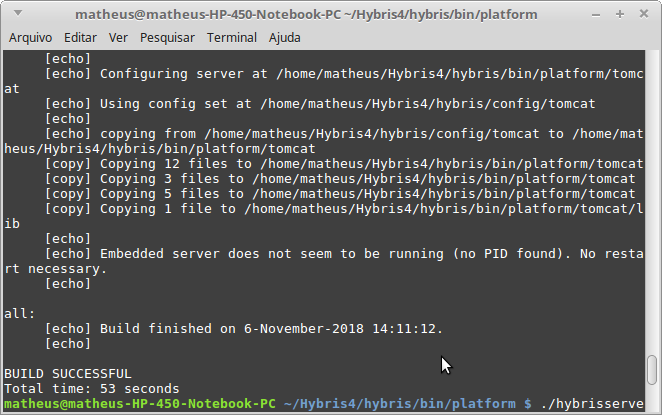 matheus@matheus-HP-450-Notebook-PC ~/Hybris4/hybris/bin/platform
Arquivo Editar Ver Pesquisar Terminal Ajuda
[echo]
[echo] Configuring server at /home/matheus/Hybris4/hybris/bin/platform/tomc
at
[echo] Using config set at /home/matheus/Hybris4/hybris/config/tomcat
[echo]
[echo] copying from /home/matheus/Hybris4/hybris/config/tomcat to /home/mat
heus/Hybris4/hybris/bin/platform/tomcat
[copy] Copying 12 files to /home/matheus/Hybris4/hybris/bin/platform/tomcat
[copy] Copying 3 files to /home/matheus/Hybris4/hybris/bin/platform/tomcat
[copy] Copying 5 files to /home/matheus/Hybris4/hybris/bin/platform/tomcat
[copy] Copying 1 file to /home/matheus/Hybris4/hybris/bin/platform/tomcat/l
ib
[echo]
[echo] Embedded server does not seem to be running (no PID found). No resta
rt necessary.
[echo]
all:
[echo] Build finished on 6-November-2018 14:11:12.
[echo]
BUILD SUCCESSFUL
Total time: 53 seconds
matheus@matheus-HP-450-Notebook-PC ~/Hybris4/hybris/bin/platform $ ./hybrisserve